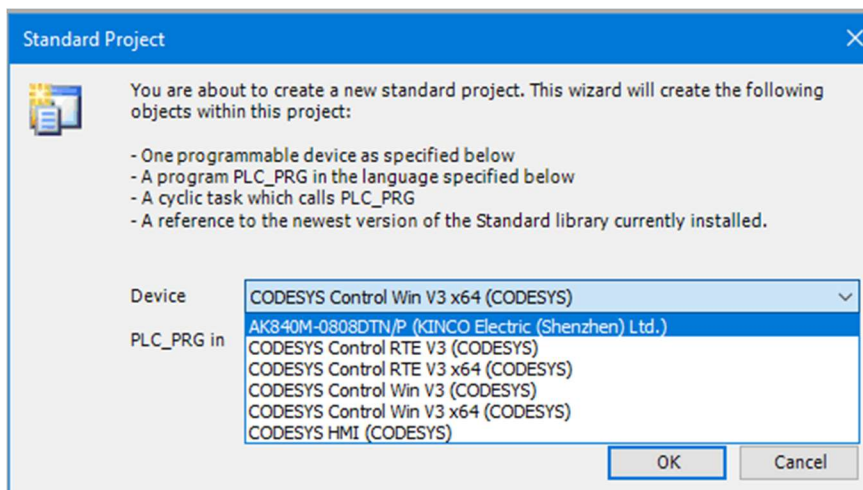 Standard Project
You are about to create a new standard project. This wizard will create the following
objects within this project:
- One programmable device as specified below
- A program PLC_PRG in the language specified below
- A cyclic task which calls PLC_PRG
- A reference to the newest version of the Standard library currently installed.
Device
CODESYS Control Win V3 x64 (CODESYS)
PLC_PRG in
AK840M-0808DTN/P (KINCO Electric (Shenzhen) Ltd.)
CODESYS Control RTE V3 (CODESYS)
CODESYS Control RTE V3 x64 (CODESYS)
CODESYS Control Win V3 (CODESYS)
CODESYS Control Win V3 x64 (CODESYS)
CODESYS HMI (CODESYS)
OK
Cancel